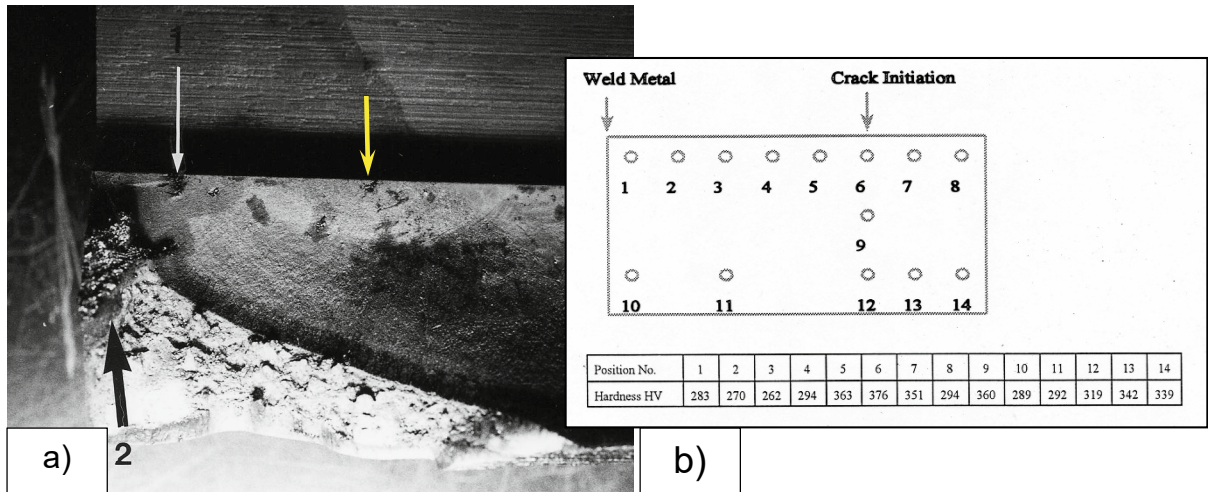 1
2
a)
Weld Metal Crack Initiation
1 2 3 4 5 6 7 8
9
10 11 12 13 14
Position No. 1 2 3 4 5 6 7 8 9 10 11 12 13 14
Hardness HV 283 270 262 294 363 376 351 294 360 289 292 319 342 339
b)